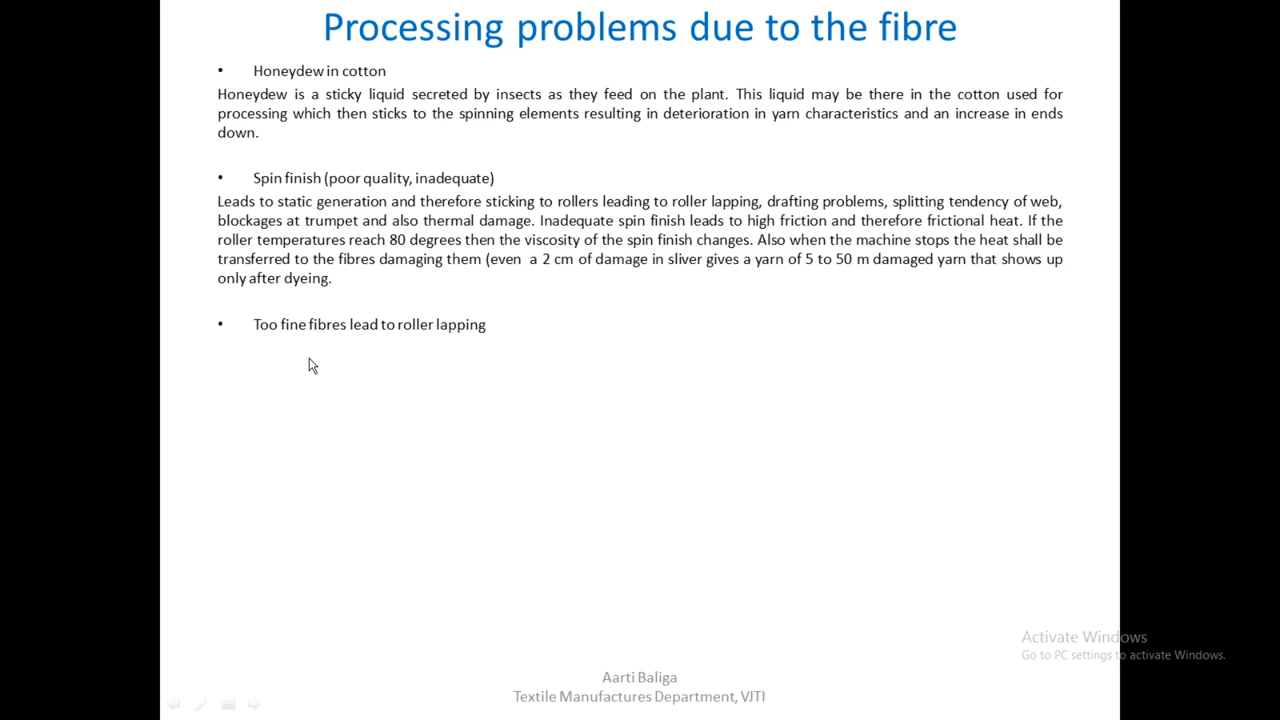 Processing problems due to the fibre
• Honeydew in cotton
Honeydew is a sticky liquid secreted by insects as they feed on the plant. This liquid may be there in the cotton used for
processing which then sticks to the spinning elements resulting in deterioration in yarn characteristics and an increase in ends
down.
• Spin finish (poor quality, inadequate)
Leads to static generation and therefore sticking to rollers leading to roller lapping, drafting problems, splitting tendency of web,
blockages at trumpet and also thermal damage. Inadequate spin finish leads to high friction and therefore frictional heat. If the
roller temperatures reach 80 degrees then the viscosity of the spin finish changes. Also when the machine stops the heat shall be
transferred to the fibres damaging them (even a 2 cm of damage in sliver gives a yarn of 5 to 50 m damaged yarn that shows up
only after dyeing.
• Too fine fibres lead to roller lapping
Activate Windows
Go to PC settings to activate Windows.
Aarti Baliga
Textile Manufactures Department, VJTI